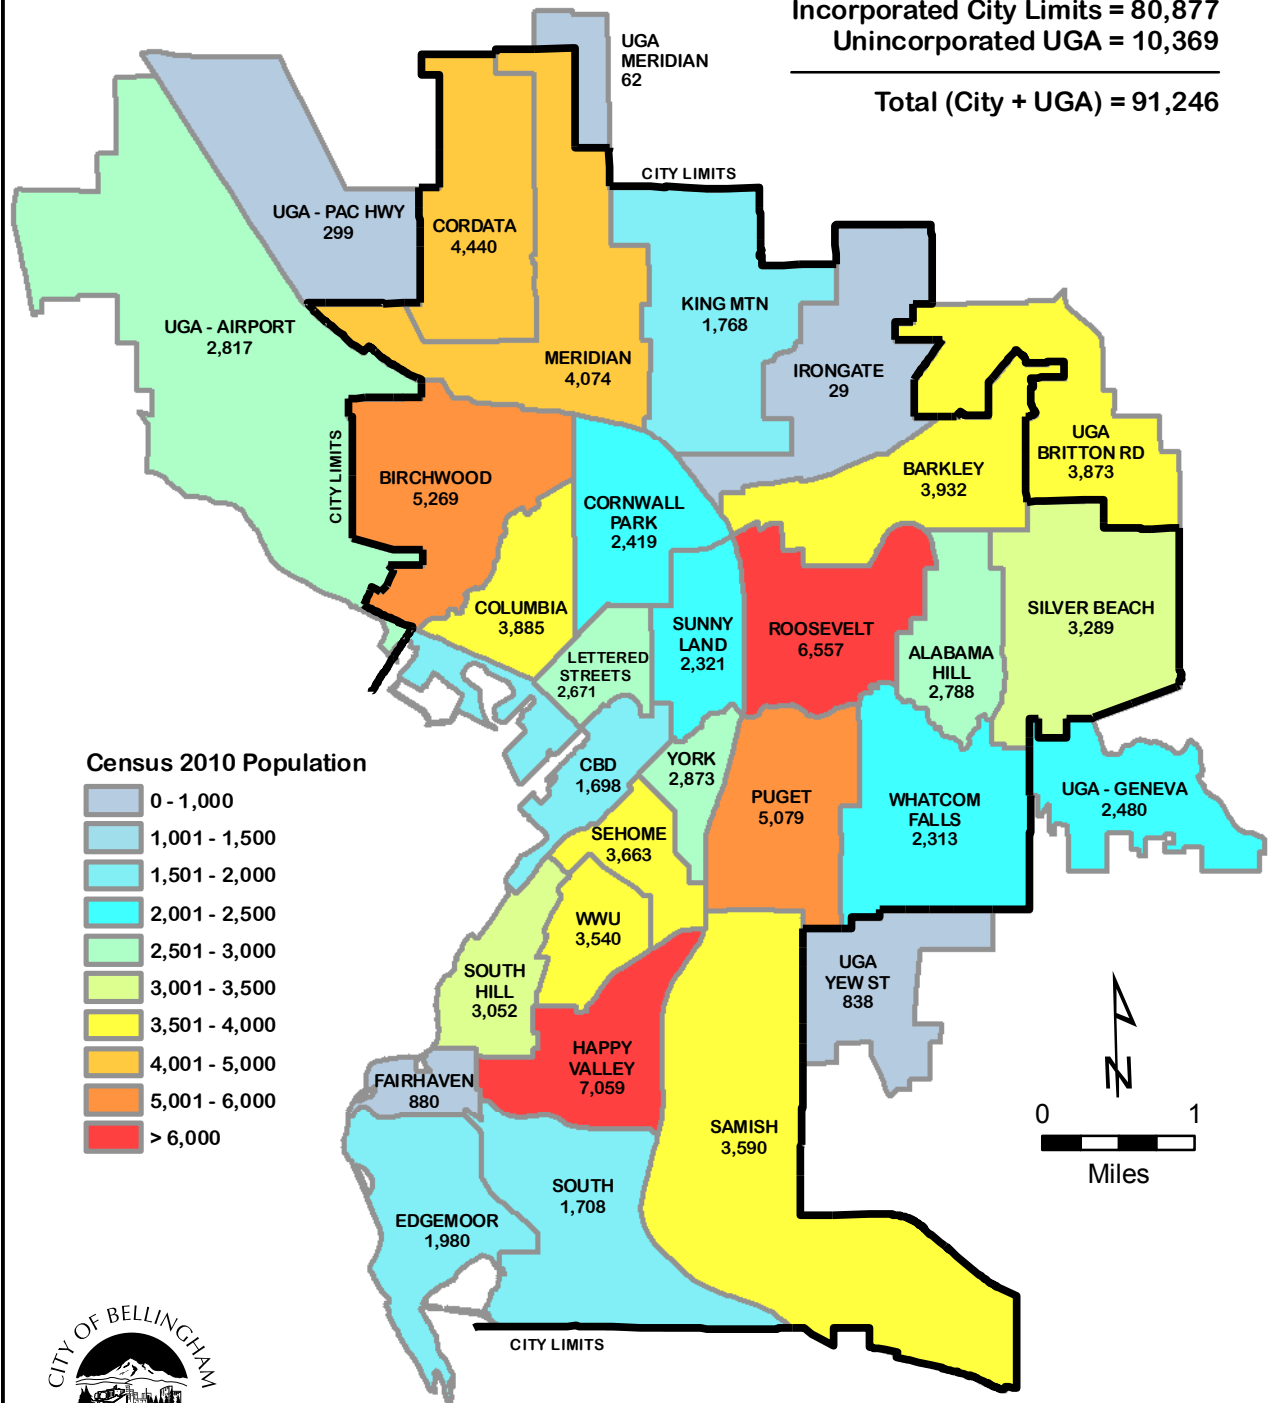 Incorporated City Limits = 80,877
Unincorporated UGA = 10,369
Total (City + UGA) = 91,246
UGA
MERIDIAN
62
CITY LIMITS
UGA - PAC HWY
299
CORDATA
4,440
KING MTN
1,768
UGA - AIRPORT
2,817
MERIDIAN
4,074
IRONGATE
29
UGA
BRITTON RD
3,873
BARKLEY
3,932
CITY LIMITS
BIRCHWOOD
5,269
CORNWALL
PARK
2,419
COLUMBIA
3,885
SUNNY
LAND
2,321
ROOSEVELT
6,557
SILVER BEACH
3,289
ALABAMA
HILL
2,788
LETTERED
STREETS
2,671
CBD
1,698
YORK
2,873
PUGET
5,079
WHATCOM
FALLS
2,313
UGA - GENEVA
2,480
SEHOME
3,663
WWU
3,540
SOUTH
HILL
3,052
UGA
YEW ST
838
HAPPY
VALLEY
7,059
FAIRHAVEN
880
SAMISH
3,590
SOUTH
1,708
EDGEMOOR
1,980
CITY LIMITS
Census 2010 Population
0 - 1,000
1,001 - 1,500
1,501 - 2,000
2,001 - 2,500
2,501 - 3,000
3,001 - 3,500
3,501 - 4,000
4,001 - 5,000
5,001 - 6,000
> 6,000
N
0 1
Miles
CITY OF BELLINGHAM